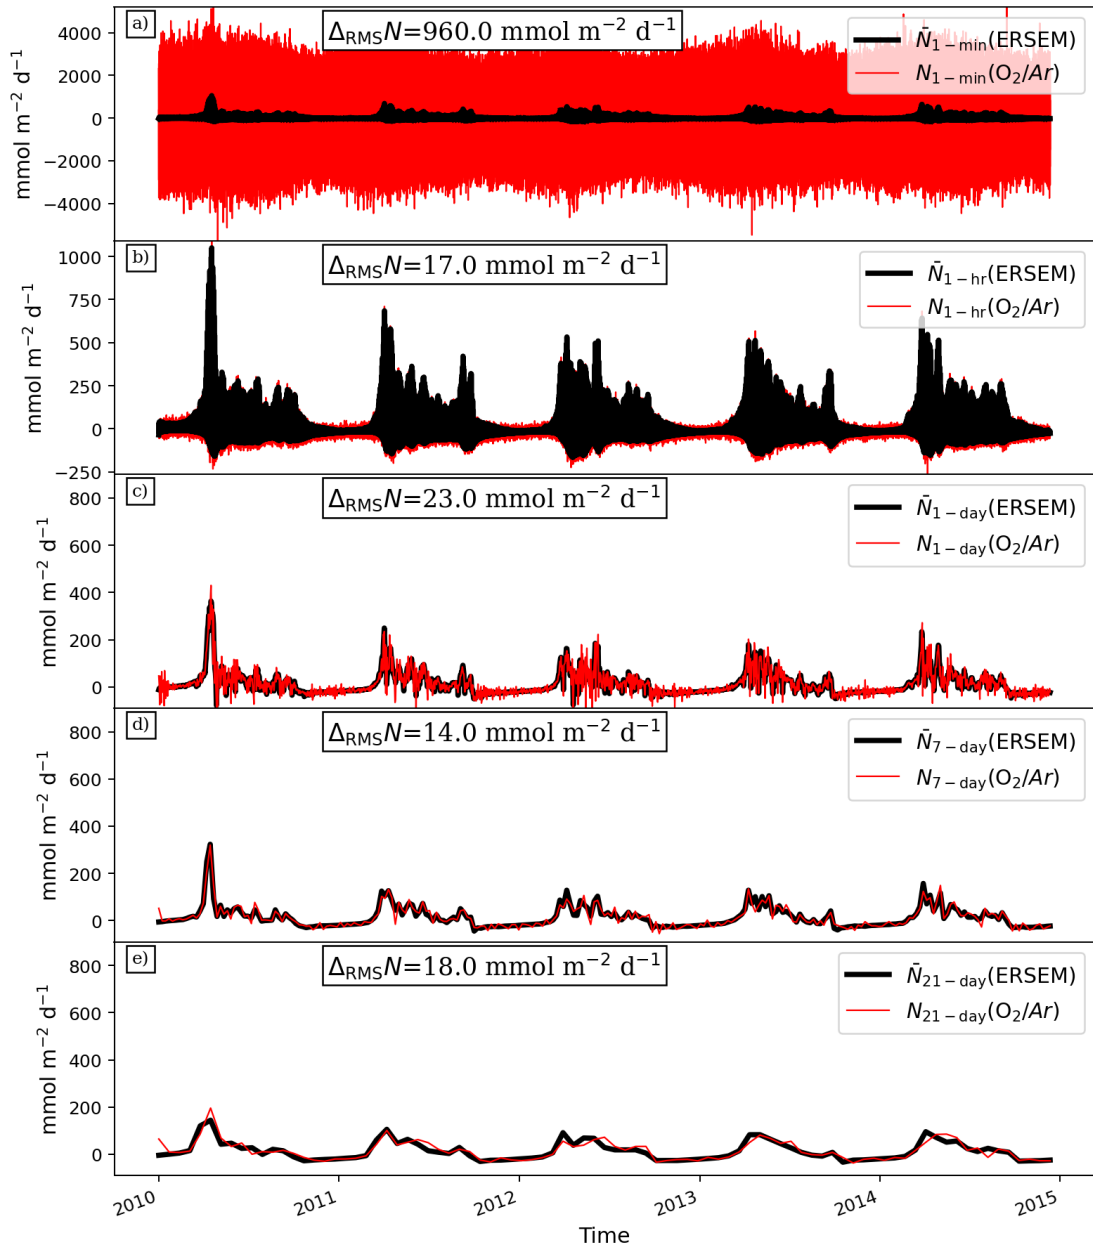 a)
Δ_RMS N=960.0 mmol m⁻² d⁻¹
N̄_1−min(ERSEM)
N_1−min(O₂/Ar)
4000
2000
0
−2000
−4000
mmol m⁻² d⁻¹
b)
Δ_RMS N=17.0 mmol m⁻² d⁻¹
N̄_1−hr(ERSEM)
N_1−hr(O₂/Ar)
1000
750
500
250
0
−250
mmol m⁻² d⁻¹
c)
Δ_RMS N=23.0 mmol m⁻² d⁻¹
N̄_1−day(ERSEM)
N_1−day(O₂/Ar)
800
600
400
200
0
mmol m⁻² d⁻¹
d)
Δ_RMS N=14.0 mmol m⁻² d⁻¹
N̄_7−day(ERSEM)
N_7−day(O₂/Ar)
800
600
400
200
0
mmol m⁻² d⁻¹
e)
Δ_RMS N=18.0 mmol m⁻² d⁻¹
N̄_21−day(ERSEM)
N_21−day(O₂/Ar)
800
600
400
200
0
mmol m⁻² d⁻¹
2010 2011 2012 2013 2014 2015
Time